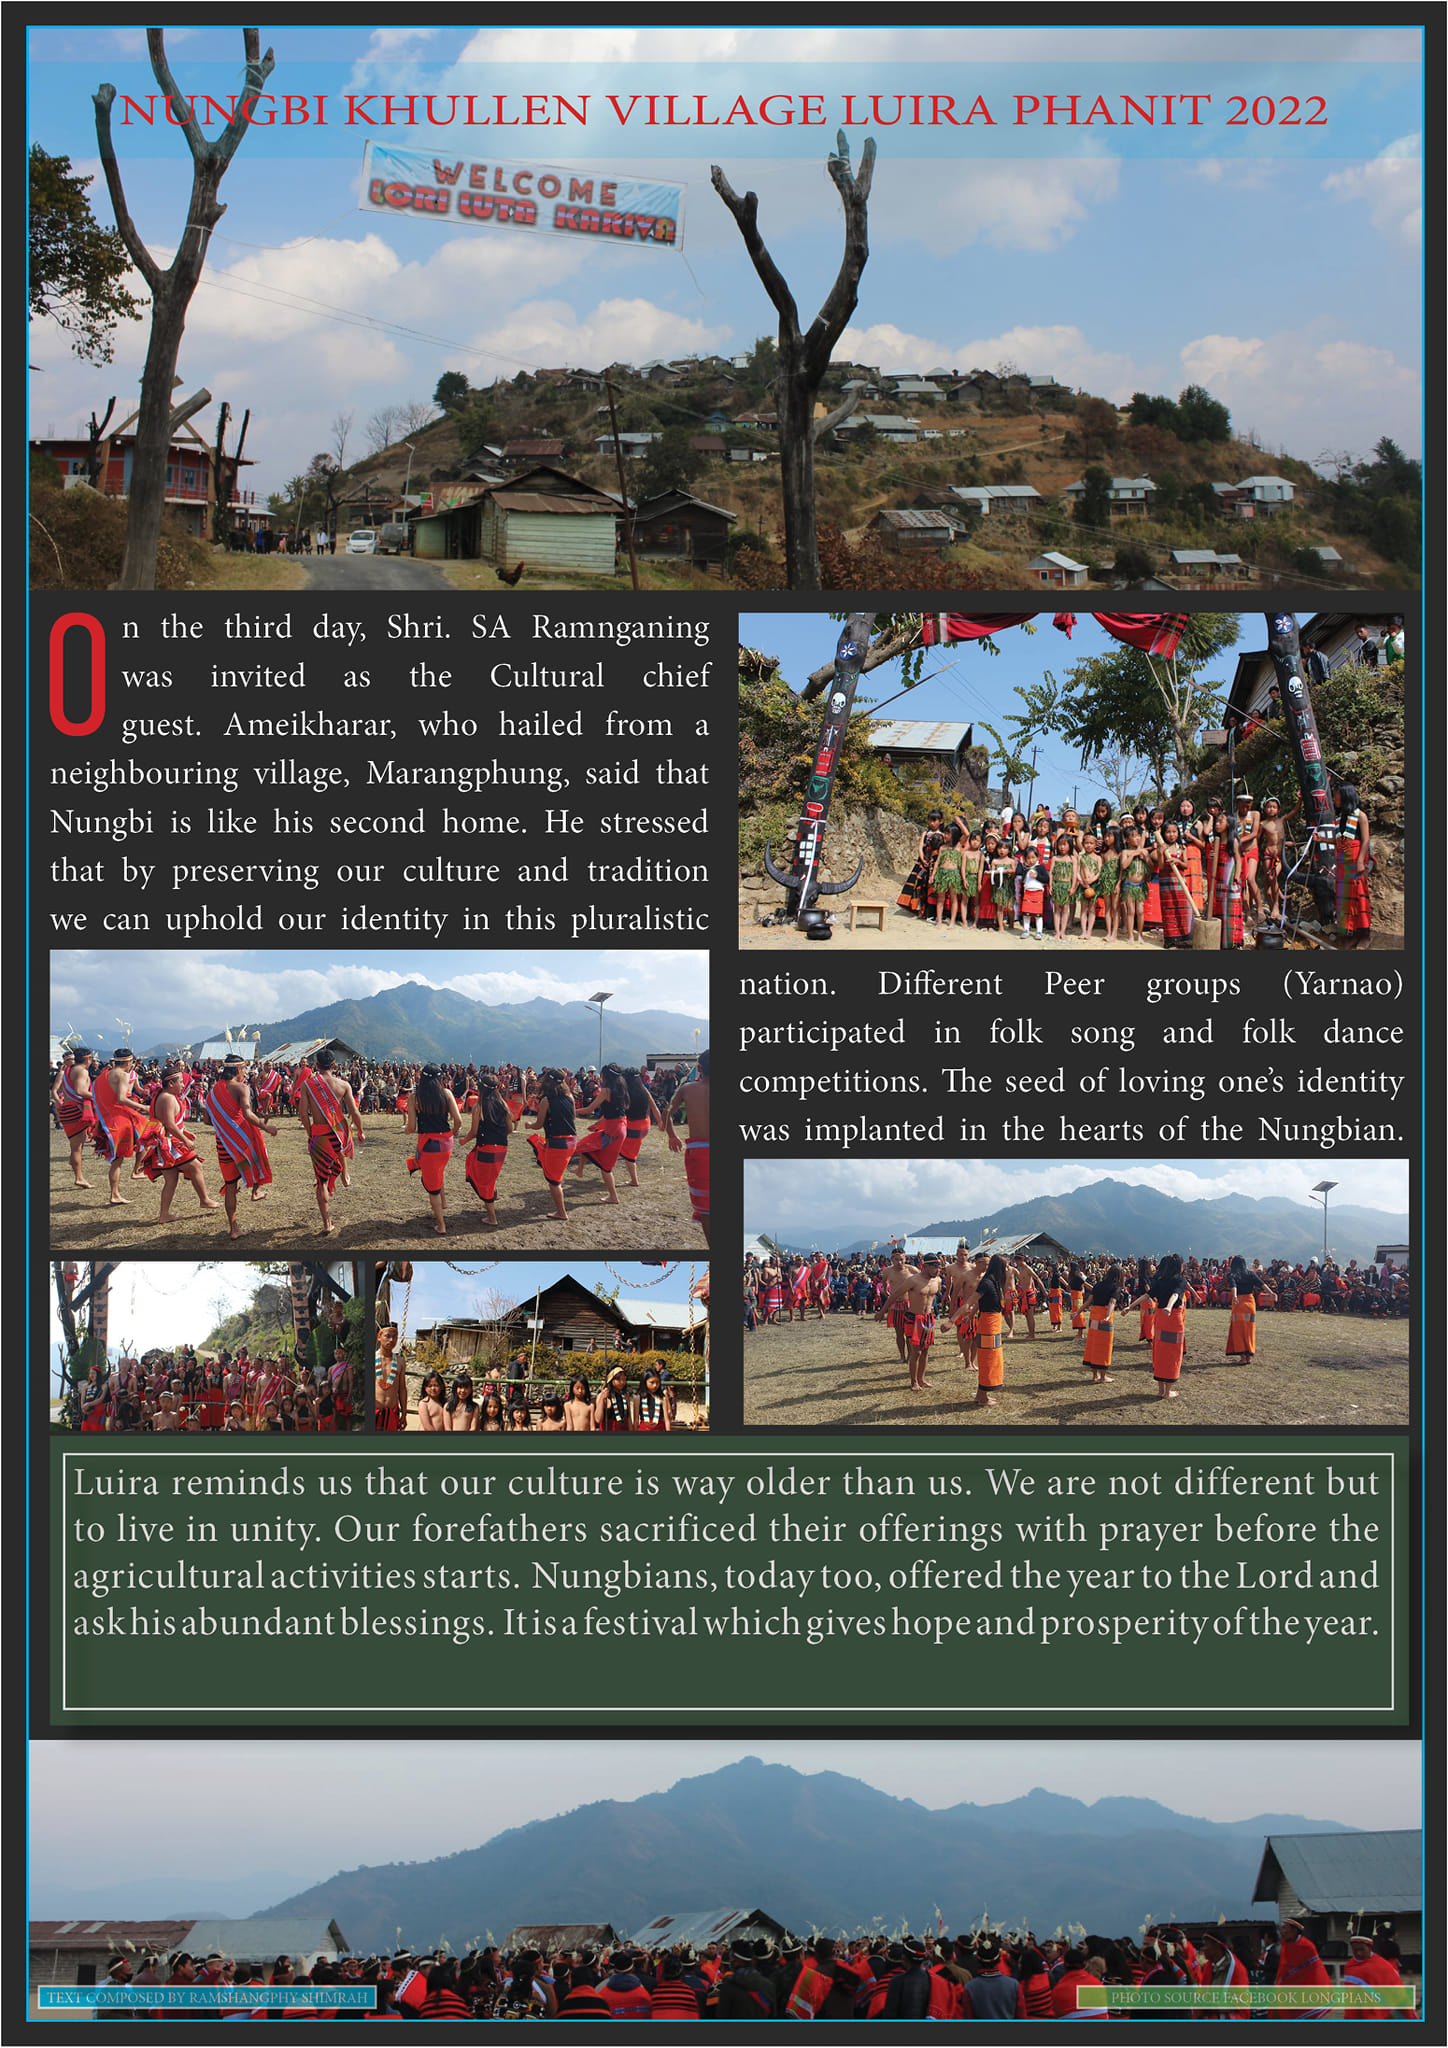 NUNGBI KHULLEN VILLAGE LUIRA PHANIT 2022
WELCOME
LORI LUTA KARIVA
On the third day, Shri. SA Ramnganing
was invited as the Cultural chief
guest. Ameikharar, who hailed from a
neighbouring village, Marangphung, said that
Nungbi is like his second home. He stressed
that by preserving our culture and tradition
we can uphold our identity in this pluralistic
nation. Different Peer groups (Yarnao)
participated in folk song and folk dance
competitions. The seed of loving one's identity
was implanted in the hearts of the Nungbian.
Luira reminds us that our culture is way older than us. We are not different but
to live in unity. Our forefathers sacrificed their offerings with prayer before the
agricultural activities starts. Nungbians, today too, offered the year to the Lord and
ask his abundant blessings. It is a festival which gives hope and prosperity of the year.
TEXT COMPOSED BY RAMSHANGPHY SHIMRAH
PHOTO SOURCE FACEBOOK LONGPIANS